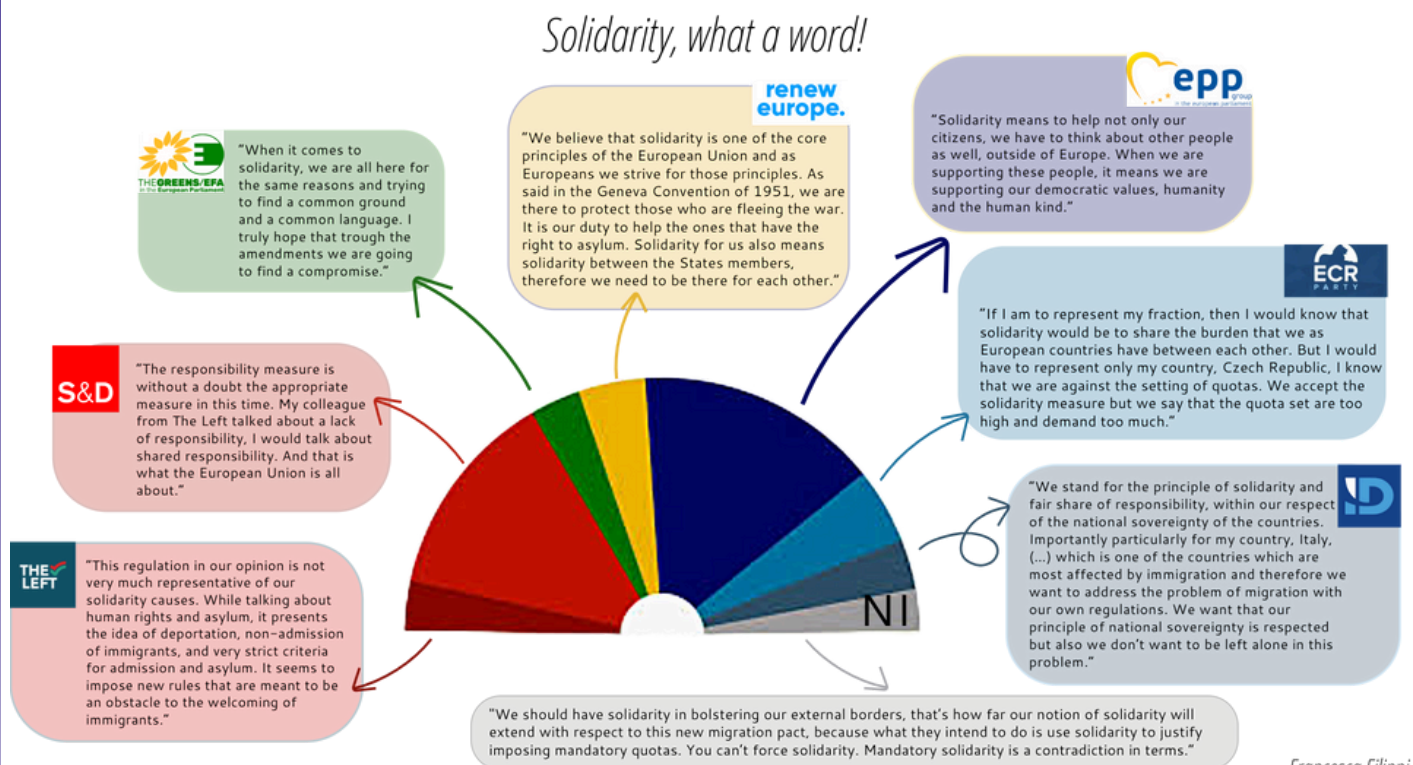 Solidarity, what a word!
THE GREENS/EFA
in the European Parliament
"When it comes to
solidarity, we are all here for
the same reasons and trying
to find a common ground
and a common language. I
truly hope that trough the
amendments we are going
to find a compromise."
renew
europe.
"We believe that solidarity is one of the core
principles of the European Union and as
Europeans we strive for those principles. As
said in the Geneva Convention of 1951, we are
there to protect those who are fleeing the war.
It is our duty to help the ones that have the
right to asylum. Solidarity for us also means
solidarity between the States members,
therefore we need to be there for each other."
epp
group
in the european parliament
"Solidarity means to help not only our
citizens, we have to think about other people
as well, outside of Europe. When we are
supporting these people, it means we are
supporting our democratic values, humanity
and the human kind."
S&D
"The responsibility measure is
without a doubt the appropriate
measure in this time. My colleague
from The Left talked about a lack
of responsibility, I would talk about
shared responsibility. And that is
what the European Union is all
about."
ECR
PARTY
"If I am to represent my fraction, then I would know that
solidarity would be to share the burden that we as
European countries have between each other. But I would
have to represent only my country, Czech Republic, I know
that we are against the setting of quotas. We accept the
solidarity measure but we say that the quota set are too
high and demand too much."
THE
LEFT
"This regulation in our opinion is not
very much representative of our
solidarity causes. While talking about
human rights and asylum, it presents
the idea of deportation, non-admission
of immigrants, and very strict criteria
for admission and asylum. It seems to
impose new rules that are meant to be
an obstacle to the welcoming of
immigrants."
ID
"We stand for the principle of solidarity and
fair share of responsibility, within our respect
of the national sovereignty of the countries.
Importantly particularly for my country, Italy,
(...) which is one of the countries which are
most affected by immigration and therefore we
want to address the problem of migration with
our own regulations. We want that our
principle of national sovereignty is respected
but also we don't want to be left alone in this
problem."
NI
"We should have solidarity in bolstering our external borders, that's how far our notion of solidarity will
extend with respect to this new migration pact, because what they intend to do is use solidarity to justify
imposing mandatory quotas. You can't force solidarity. Mandatory solidarity is a contradiction in terms."